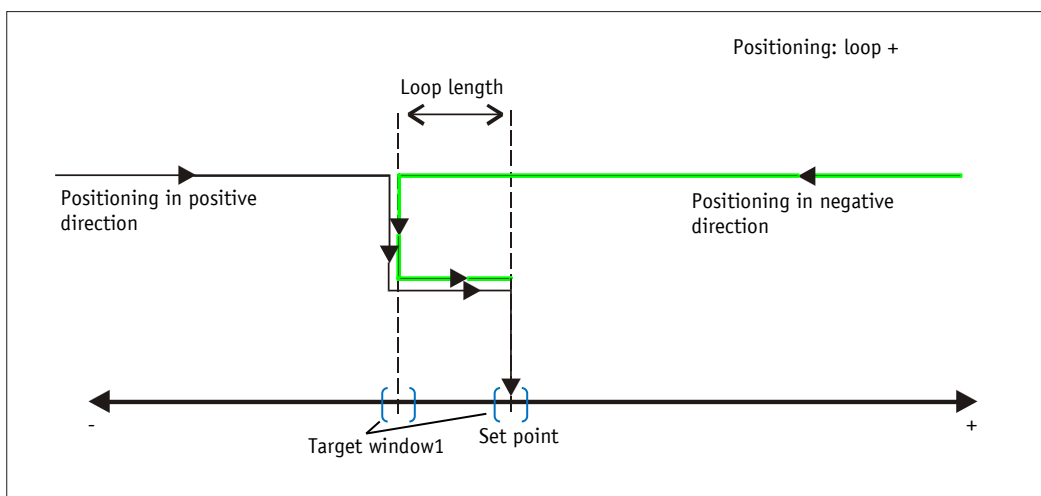 Positioning: loop +
Loop length
Positioning in positive
direction
Positioning in negative
direction
-
+
Target window1
Set point